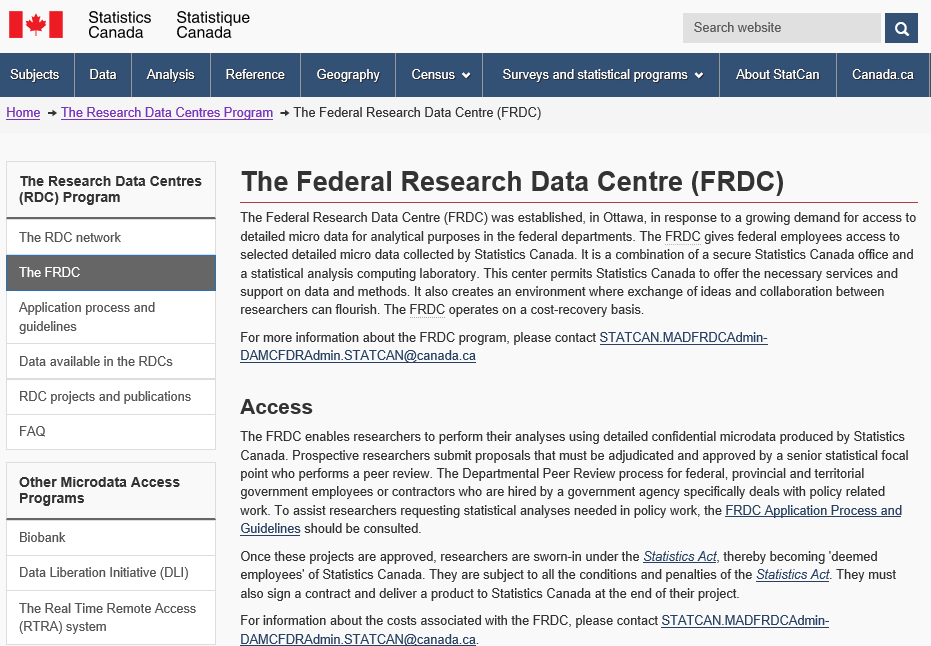 Statistics Canada
Statistique Canada
Search website
Subjects
Data
Analysis
Reference
Geography
Census
Surveys and statistical programs
About StatCan
Canada.ca
Home ➞ The Research Data Centres Program ➞ The Federal Research Data Centre (FRDC)
The Research Data Centres
(RDC) Program
The RDC network
The FRDC
Application process and
guidelines
Data available in the RDCs
RDC projects and publications
FAQ
Other Microdata Access
Programs
Biobank
Data Liberation Initiative (DLI)
The Real Time Remote Access
(RTRA) system
The Federal Research Data Centre (FRDC)
The Federal Research Data Centre (FRDC) was established, in Ottawa, in response to a growing demand for access to
detailed micro data for analytical purposes in the federal departments. The FRDC gives federal employees access to
selected detailed micro data collected by Statistics Canada. It is a combination of a secure Statistics Canada office and
a statistical analysis computing laboratory. This center permits Statistics Canada to offer the necessary services and
support on data and methods. It also creates an environment where exchange of ideas and collaboration between
researchers can flourish. The FRDC operates on a cost-recovery basis.
For more information about the FRDC program, please contact STATCAN.MADFRDCAdmin-
DAMCFDRAdmin.STATCAN@canada.ca
Access
The FRDC enables researchers to perform their analyses using detailed confidential microdata produced by Statistics
Canada. Prospective researchers submit proposals that must be adjudicated and approved by a senior statistical focal
point who performs a peer review. The Departmental Peer Review process for federal, provincial and territorial
government employees or contractors who are hired by a government agency specifically deals with policy related
work. To assist researchers requesting statistical analyses needed in policy work, the FRDC Application Process and
Guidelines should be consulted.
Once these projects are approved, researchers are sworn-in under the Statistics Act, thereby becoming 'deemed
employees' of Statistics Canada. They are subject to all the conditions and penalties of the Statistics Act. They must
also sign a contract and deliver a product to Statistics Canada at the end of their project.
For information about the costs associated with the FRDC, please contact STATCAN.MADFRDCAdmin-
DAMCFDRAdmin.STATCAN@canada.ca.